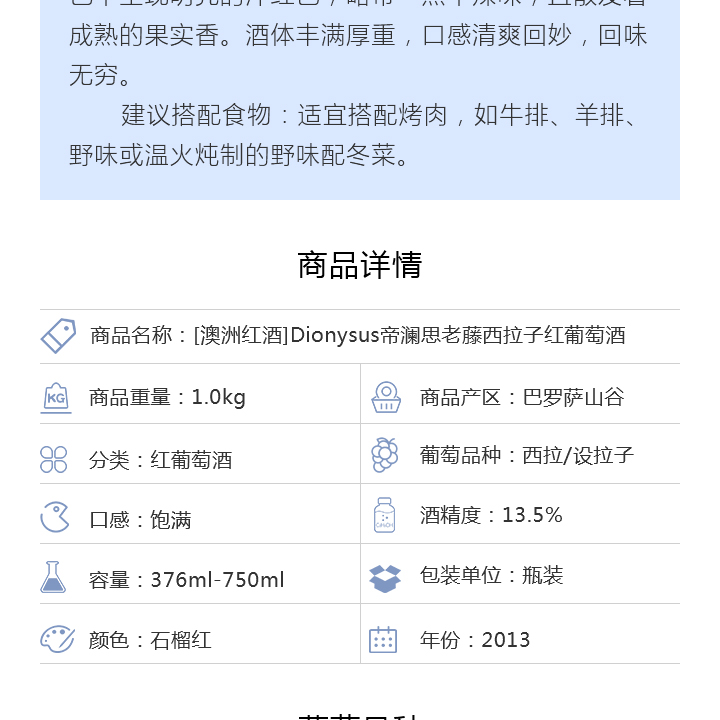 成熟的果实香。酒体丰满厚重，口感清爽回妙，回味
无穷。
建议搭配食物：适宜搭配烤肉，如牛排、羊排、
野味或温火炖制的野味配冬菜。
商品详情
商品名称：[澳洲红酒]Dionysus帝澜思老藤西拉子红葡萄酒
KG 商品重量：1.0kg
商品产区：巴罗萨山谷
分类：红葡萄酒
葡萄品种：西拉/设拉子
口感：饱满
酒精度：13.5%
容量：376ml-750ml
包装单位：瓶装
颜色：石榴红
年份：2013